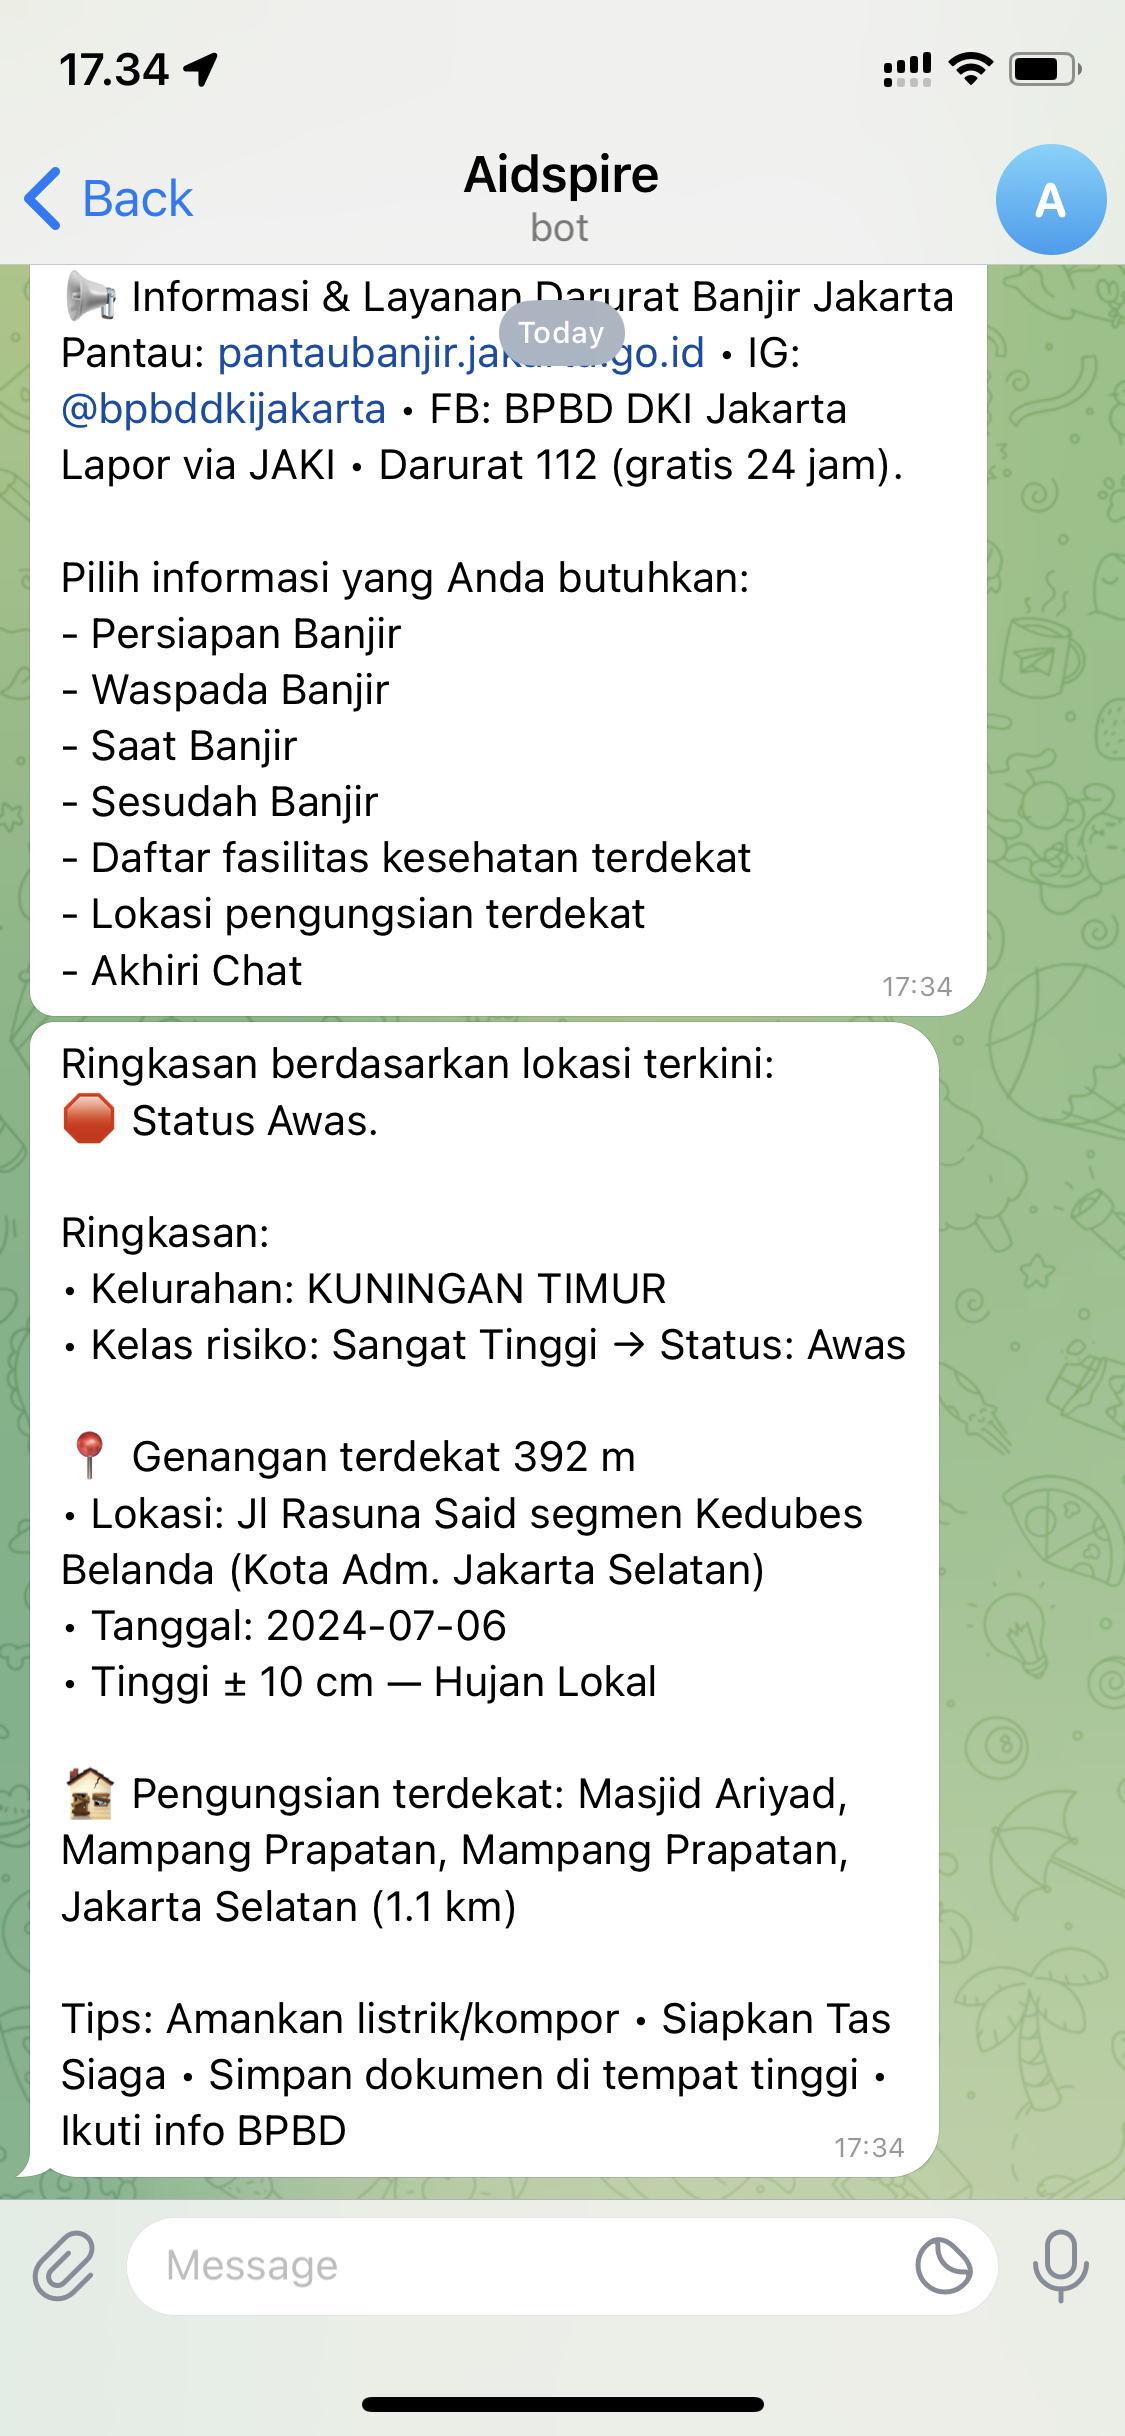 17.34
Back
Aidspire
bot
A
Informasi & Layanan Darurat Banjir Jakarta
Today
Pantau: pantaubanjir.jakarta.go.id • IG:
@bpbddkijakarta • FB: BPBD DKI Jakarta
Lapor via JAKI • Darurat 112 (gratis 24 jam).
Pilih informasi yang Anda butuhkan:
- Persiapan Banjir
- Waspada Banjir
- Saat Banjir
- Sesudah Banjir
- Daftar fasilitas kesehatan terdekat
- Lokasi pengungsian terdekat
- Akhiri Chat
17:34
Ringkasan berdasarkan lokasi terkini:
Status Awas.
Ringkasan:
• Kelurahan: KUNINGAN TIMUR
• Kelas risiko: Sangat Tinggi → Status: Awas
Genangan terdekat 392 m
• Lokasi: Jl Rasuna Said segmen Kedubes
Belanda (Kota Adm. Jakarta Selatan)
• Tanggal: 2024-07-06
• Tinggi ± 10 cm — Hujan Lokal
Pengungsian terdekat: Masjid Ariyad,
Mampang Prapatan, Mampang Prapatan,
Jakarta Selatan (1.1 km)
Tips: Amankan listrik/kompor • Siapkan Tas
Siaga • Simpan dokumen di tempat tinggi •
Ikuti info BPBD
17:34
Message